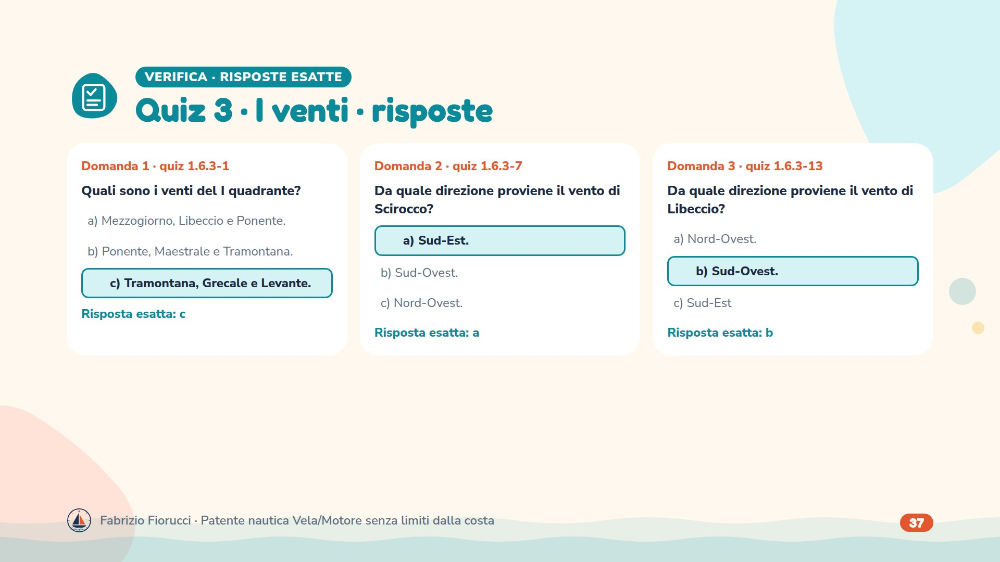 VERIFICA · RISPOSTE ESATTE
Quiz 3 · I venti · risposte
Domanda 1 · quiz 1.6.3-1
Quali sono i venti del I quadrante?
a) Mezzogiorno, Libeccio e Ponente.
b) Ponente, Maestrale e Tramontana.
c) Tramontana, Grecale e Levante.
Risposta esatta: c
Domanda 2 · quiz 1.6.3-7
Da quale direzione proviene il vento di
Scirocco?
a) Sud-Est.
b) Sud-Ovest.
c) Nord-Ovest.
Risposta esatta: a
Domanda 3 · quiz 1.6.3-13
Da quale direzione proviene il vento di
Libeccio?
a) Nord-Ovest.
b) Sud-Ovest.
c) Sud-Est
Risposta esatta: b
Fabrizio Fiorucci · Patente nautica Vela/Motore senza limiti dalla costa
37